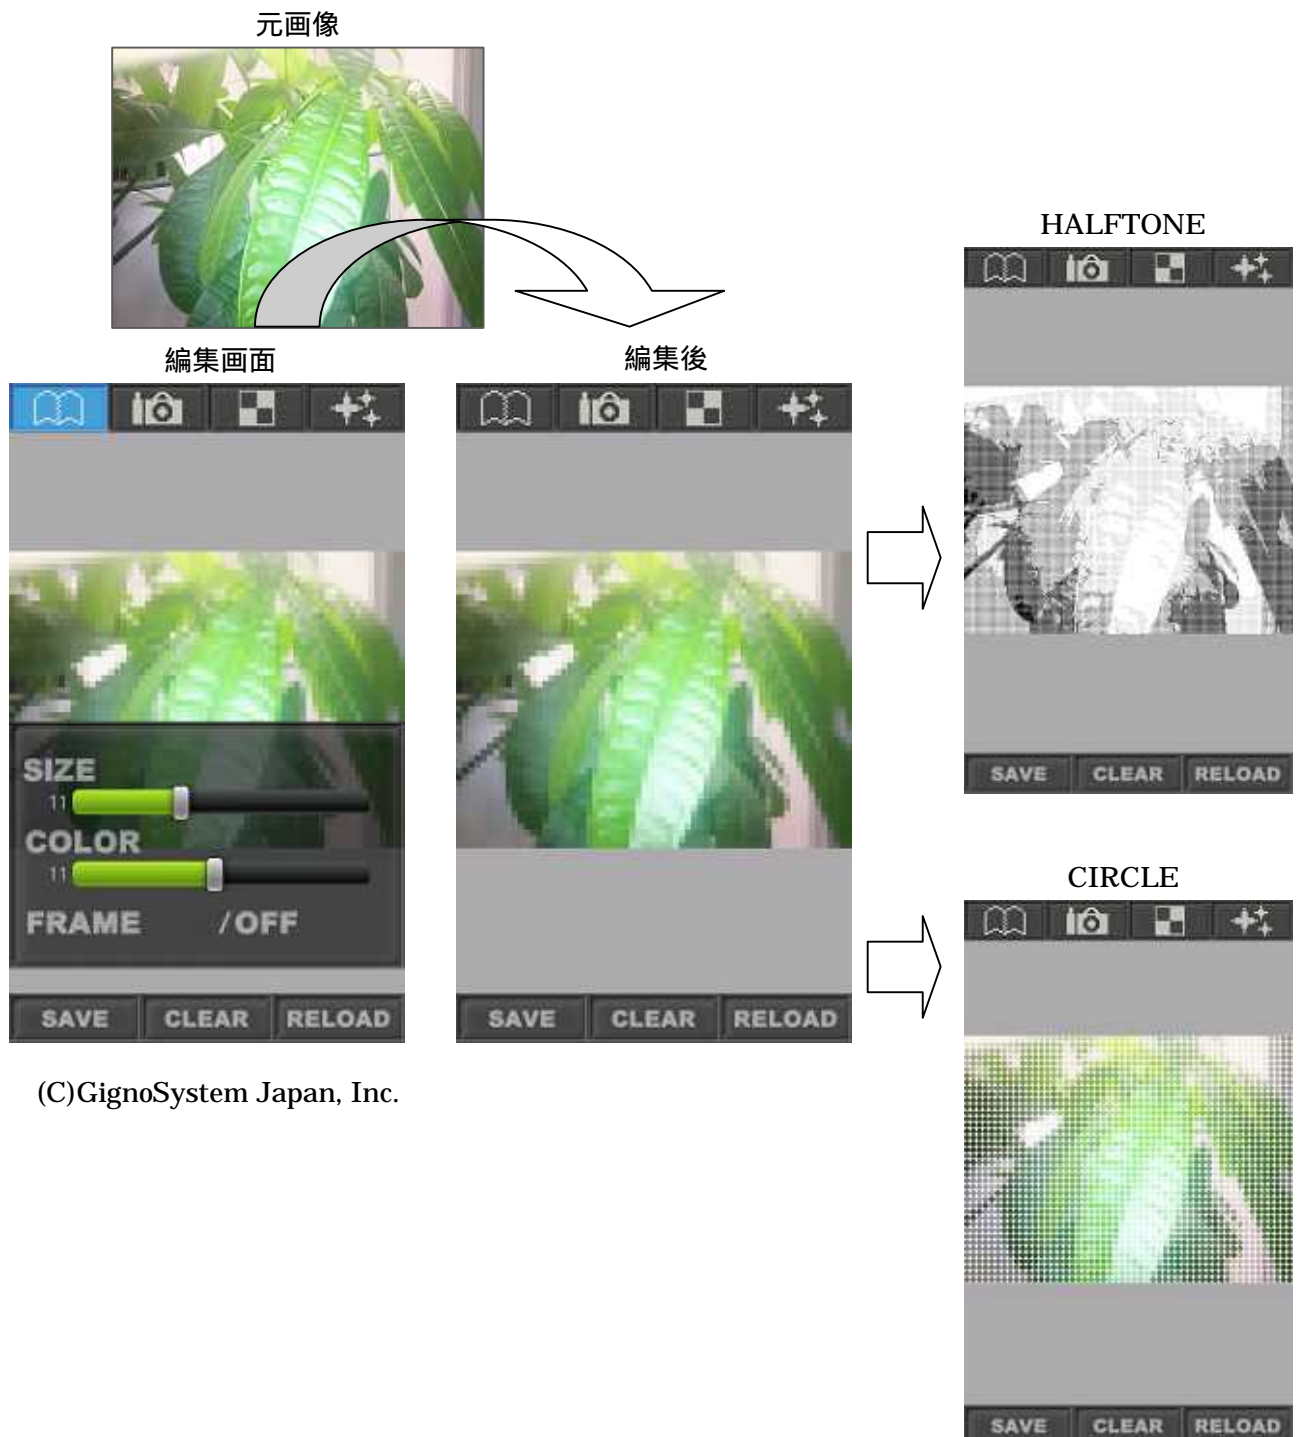 元画像
HALFTONE
編集画面
編集後
SIZE
11
COLOR
11
FRAME /OFF
SAVE CLEAR RELOAD
SAVE CLEAR RELOAD
SAVE CLEAR RELOAD
CIRCLE
(C)GignoSystem Japan, Inc.
SAVE CLEAR RELOAD